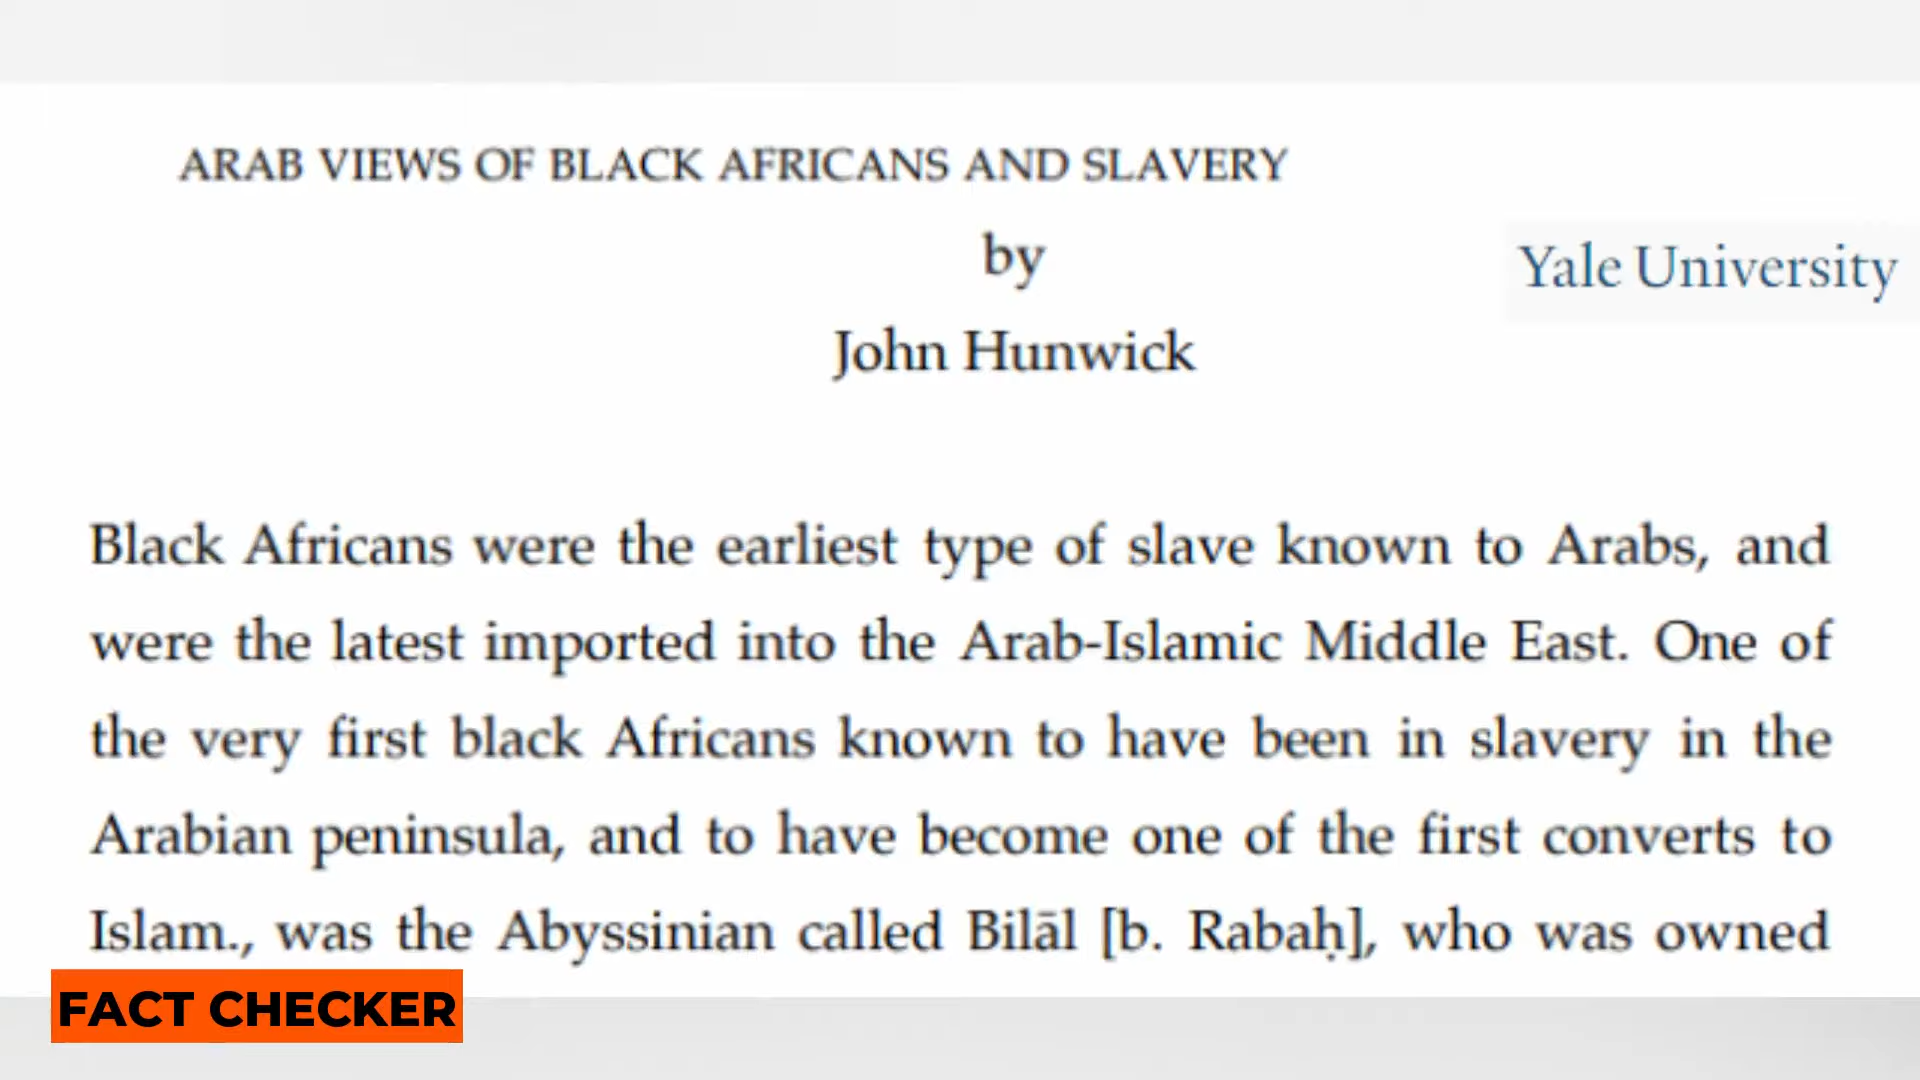 ARAB VIEWS OF BLACK AFRICANS AND SLAVERY
by
Yale University
John Hunwick
Black Africans were the earliest type of slave known to Arabs, and
were the latest imported into the Arab-Islamic Middle East. One of
the very first black Africans known to have been in slavery in the
Arabian peninsula, and to have become one of the first converts to
Islam., was the Abyssinian called Bilāl [b. Rabaḥ], who was owned
FACT CHECKER